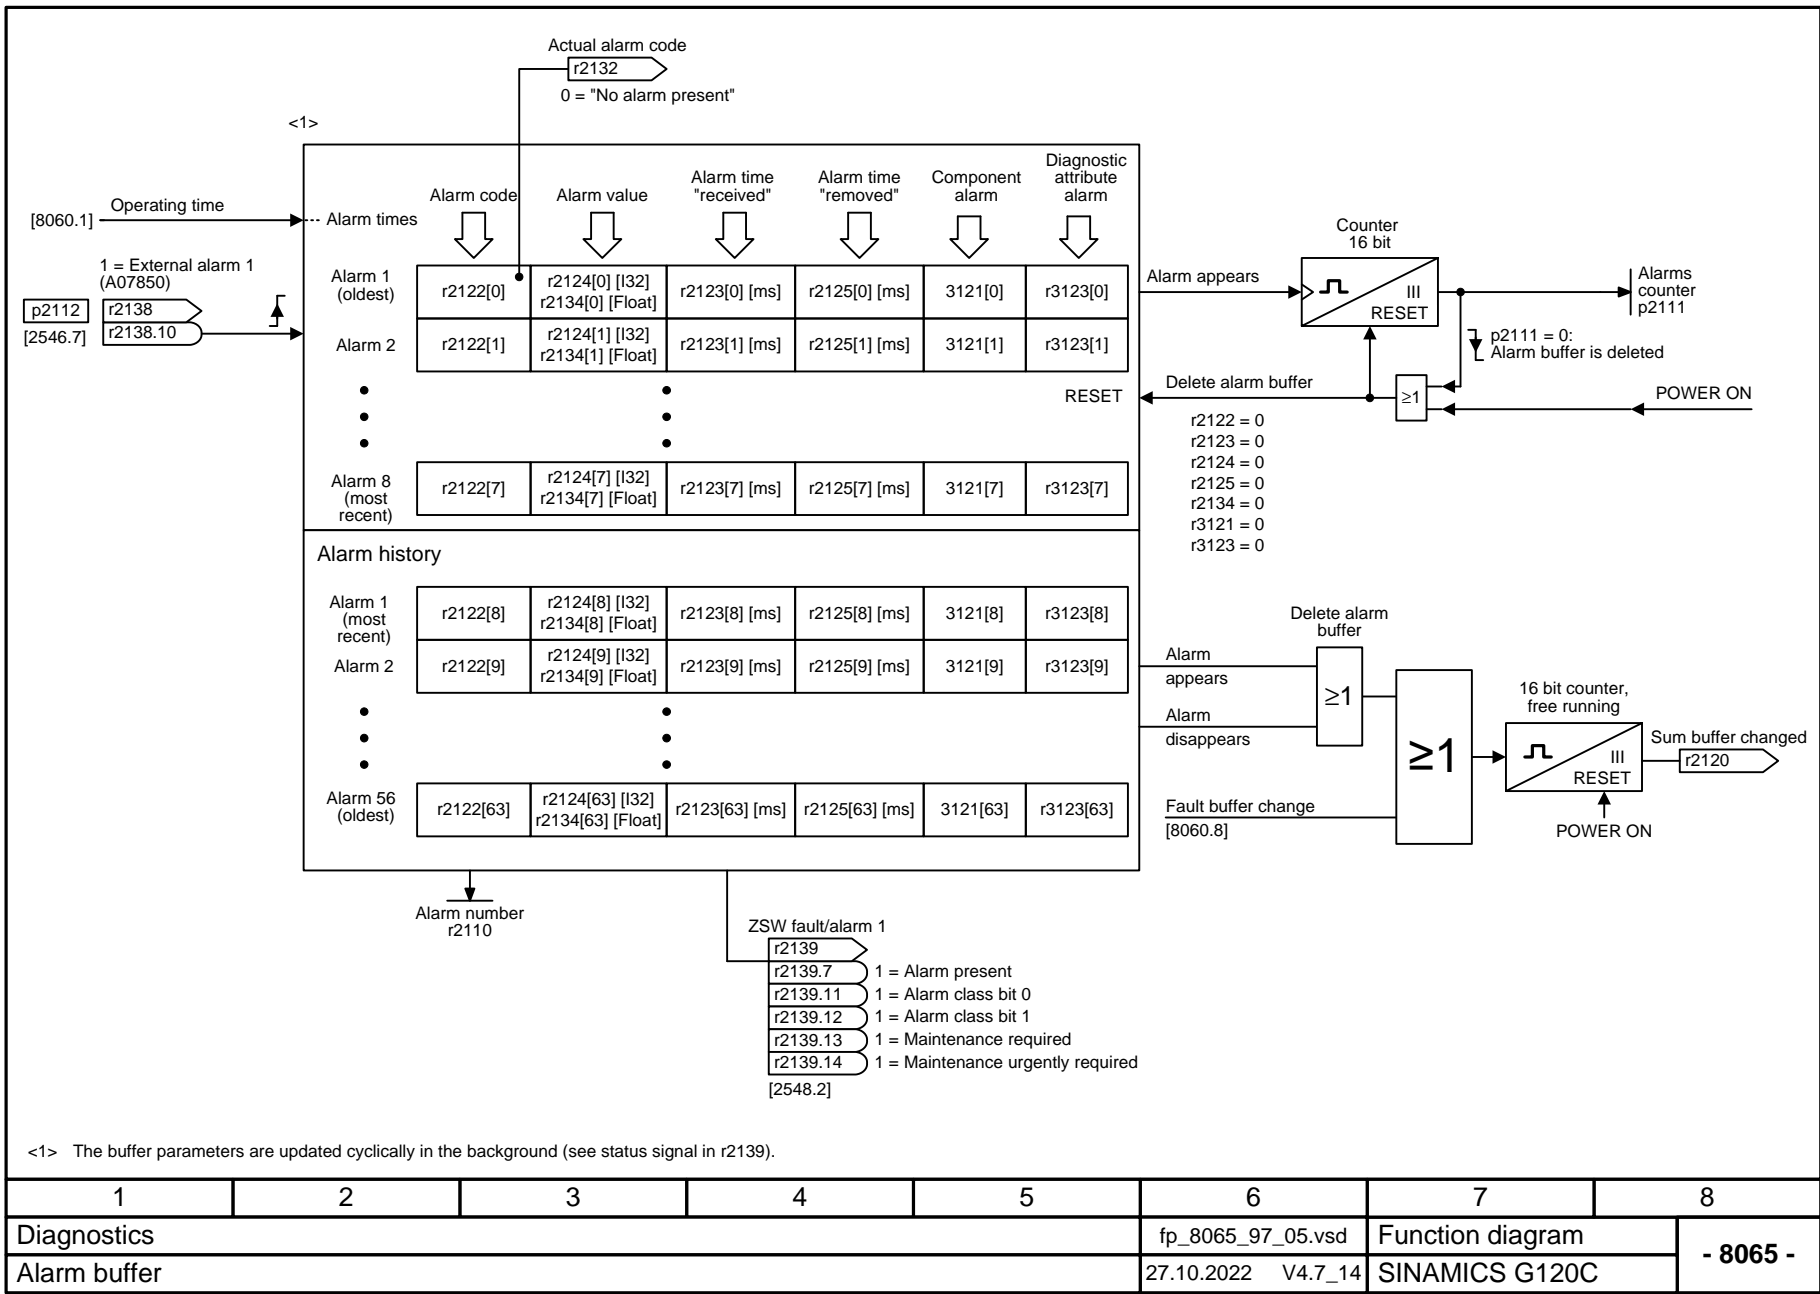 Actual alarm code
r2132
0 = "No alarm present"
<1>
[8060.1]
Operating time
Alarm times
Alarm code
Alarm value
Alarm time
"received"
Alarm time
"removed"
Component
alarm
Diagnostic
attribute
alarm
1 = External alarm 1
(A07850)
p2112
r2138
[2546.7]
r2138.10
Alarm 1
(oldest)
r2122[0]
r2124[0] [I32]
r2134[0] [Float]
r2123[0] [ms]
r2125[0] [ms]
3121[0]
r3123[0]
Alarm 2
r2122[1]
r2124[1] [I32]
r2134[1] [Float]
r2123[1] [ms]
r2125[1] [ms]
3121[1]
r3123[1]
RESET
Alarm 8
(most
recent)
r2122[7]
r2124[7] [I32]
r2134[7] [Float]
r2123[7] [ms]
r2125[7] [ms]
3121[7]
r3123[7]
Alarm appears
Counter
16 bit
III
RESET
Alarms
counter
p2111
p2111 = 0:
Alarm buffer is deleted
Delete alarm buffer
≥1
POWER ON
r2122 = 0
r2123 = 0
r2124 = 0
r2125 = 0
r2134 = 0
r3121 = 0
r3123 = 0
Alarm history
Alarm 1
(most
recent)
r2122[8]
r2124[8] [I32]
r2134[8] [Float]
r2123[8] [ms]
r2125[8] [ms]
3121[8]
r3123[8]
Alarm 2
r2122[9]
r2124[9] [I32]
r2134[9] [Float]
r2123[9] [ms]
r2125[9] [ms]
3121[9]
r3123[9]
Alarm 56
(oldest)
r2122[63]
r2124[63] [I32]
r2134[63] [Float]
r2123[63] [ms]
r2125[63] [ms]
3121[63]
r3123[63]
Delete alarm
buffer
Alarm
appears
Alarm
disappears
≥1
≥1
Fault buffer change
[8060.8]
16 bit counter,
free running
III
RESET
POWER ON
Sum buffer changed
r2120
Alarm number
r2110
ZSW fault/alarm 1
r2139
r2139.7 1 = Alarm present
r2139.11 1 = Alarm class bit 0
r2139.12 1 = Alarm class bit 1
r2139.13 1 = Maintenance required
r2139.14 1 = Maintenance urgently required
[2548.2]
<1> The buffer parameters are updated cyclically in the background (see status signal in r2139).
1 2 3 4 5 6 7 8
Diagnostics
fp_8065_97_05.vsd
Function diagram
- 8065 -
Alarm buffer
27.10.2022 V4.7_14
SINAMICS G120C